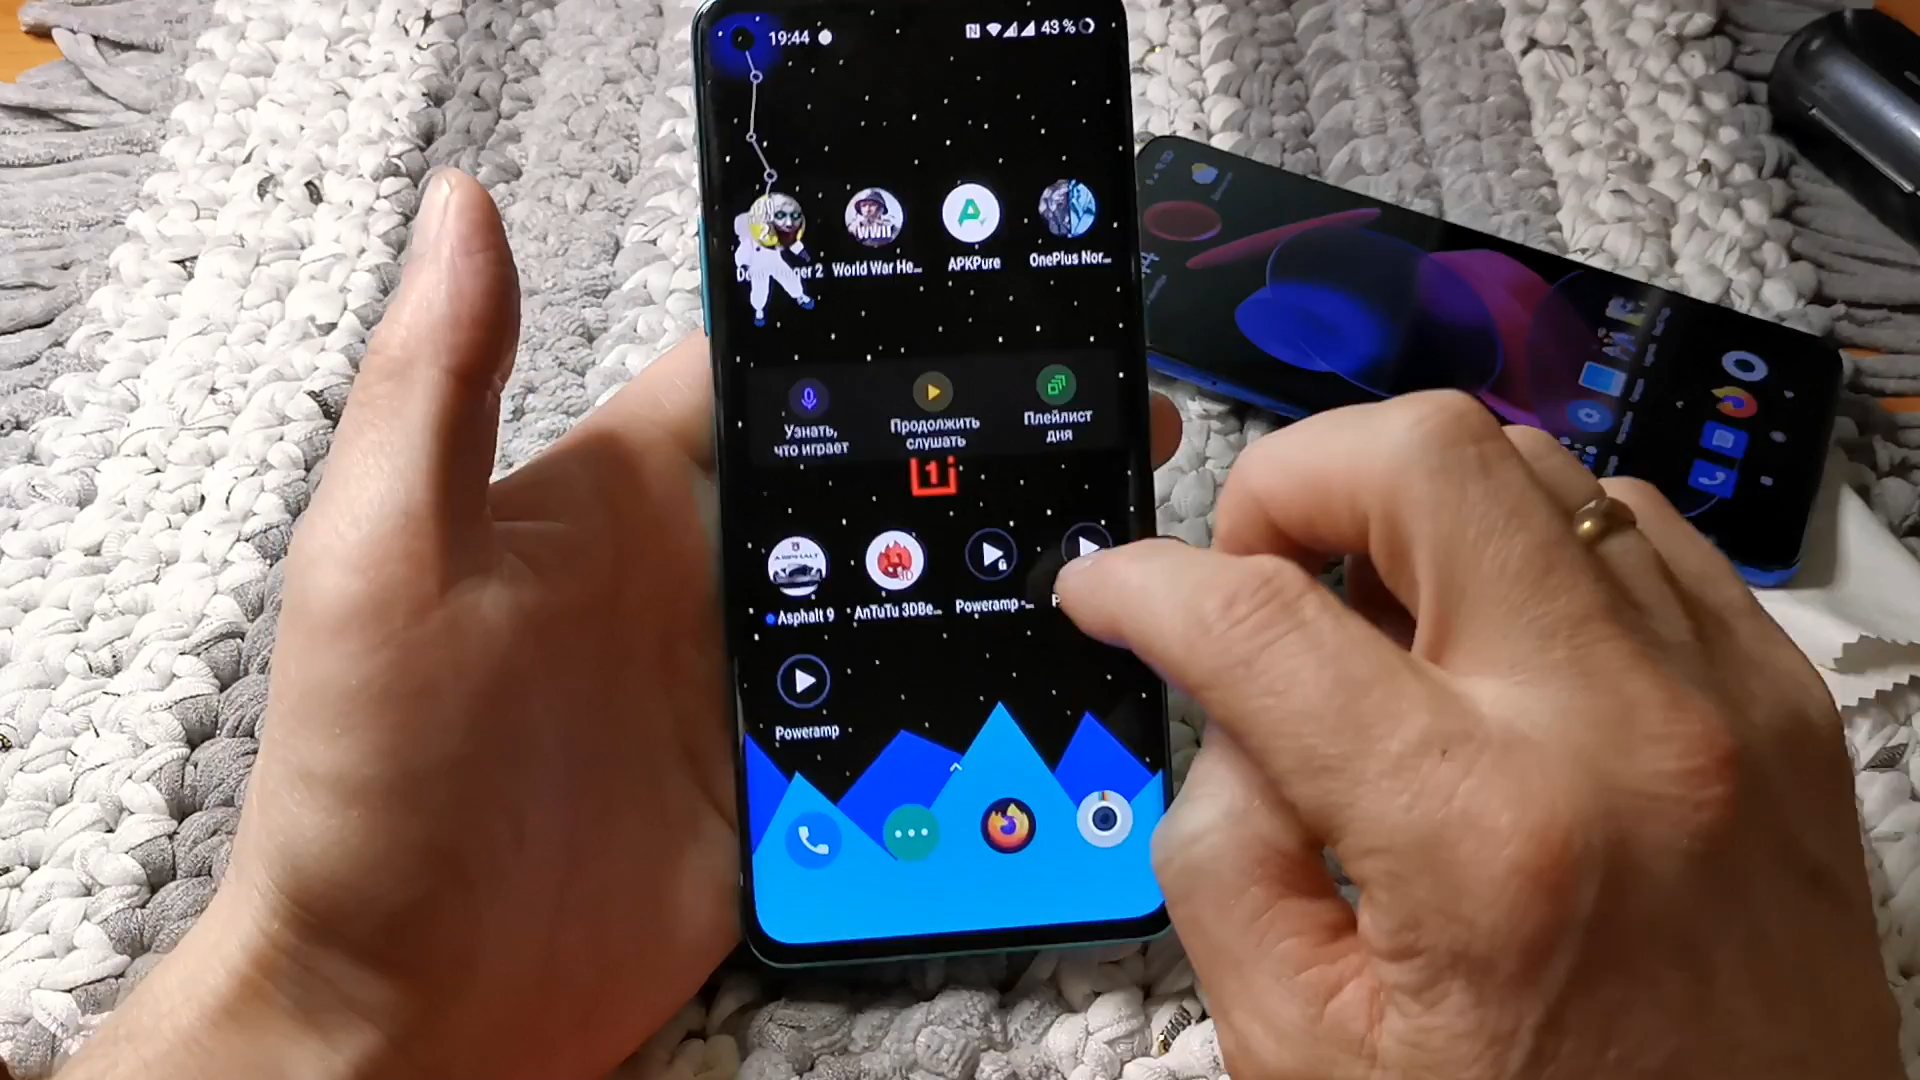 19:44
43 %
World War He...
APKPure
OnePlus Nor...
Узнать,
что играет
Продолжить
слушать
Плейлист
дня
Asphalt 9
AnTuTu 3DBe...
Poweramp -...
Poweramp